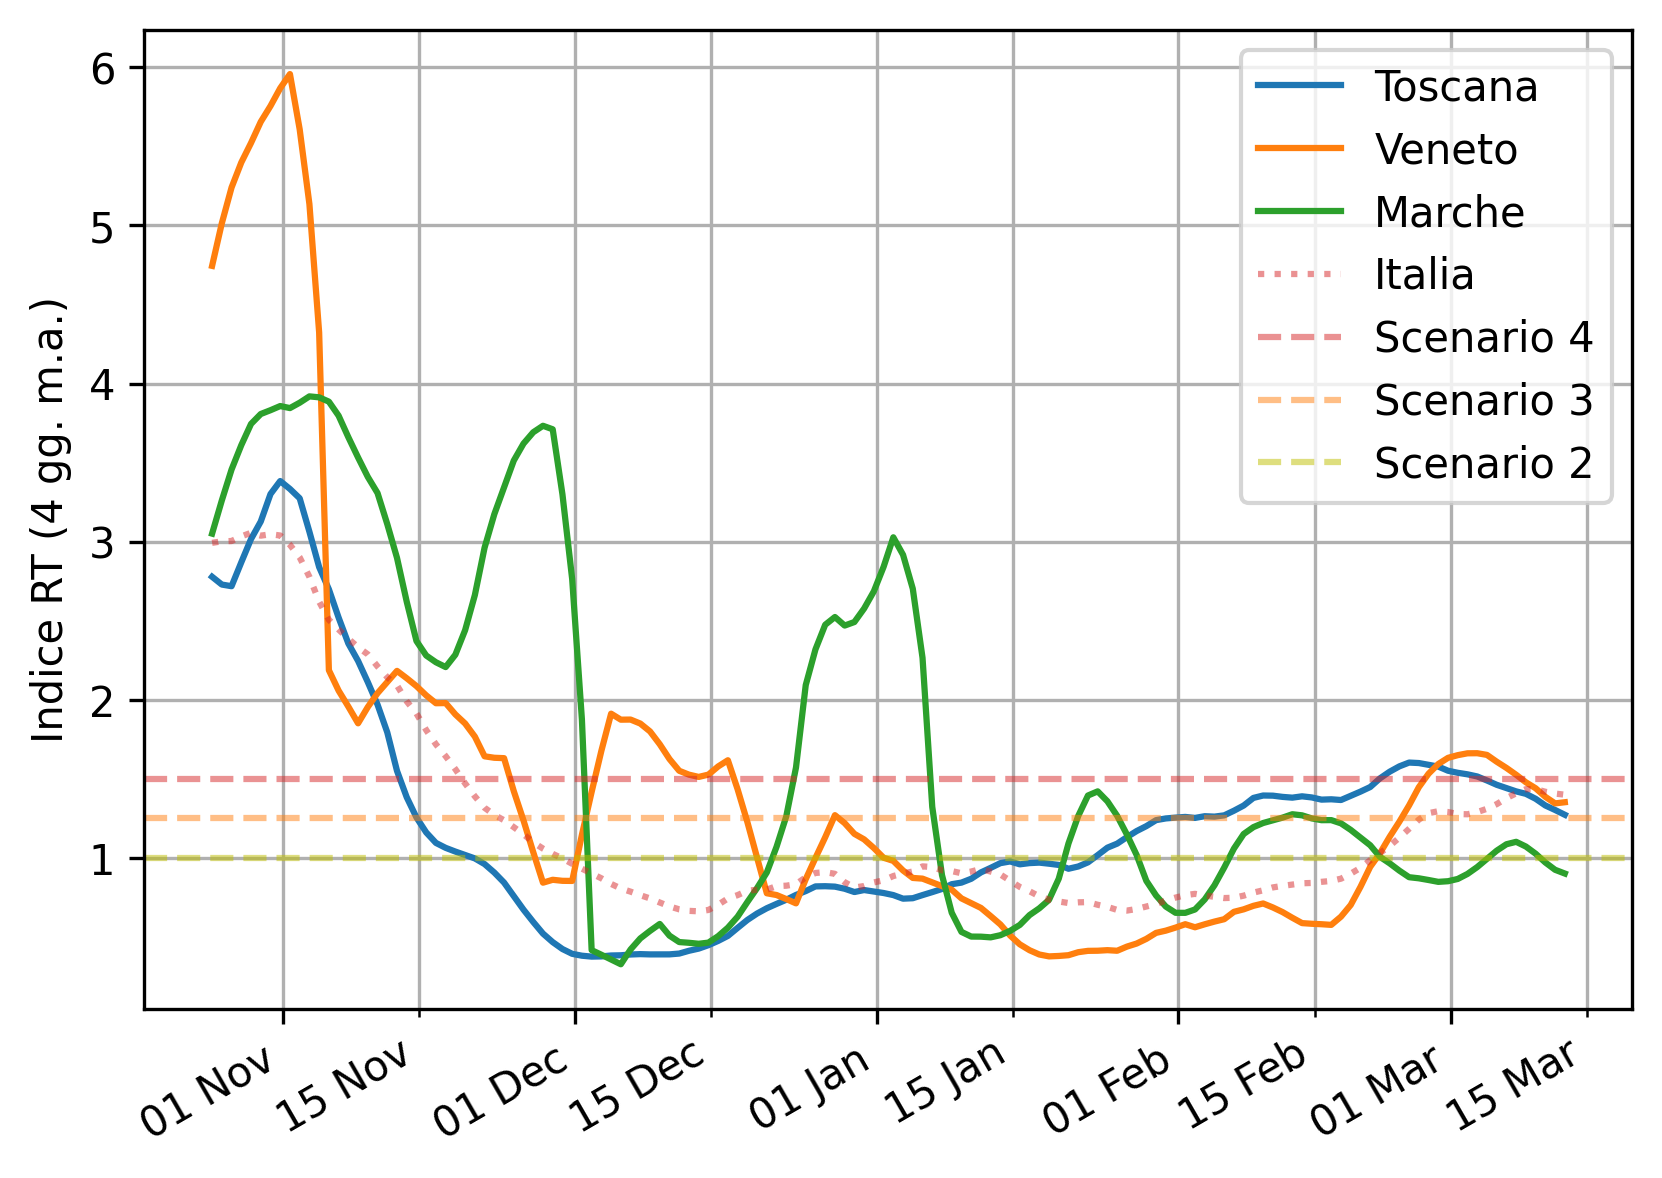 Indice RT (4 gg. m.a.)
6
5
4
3
2
1
Toscana
Veneto
Marche
Italia
Scenario 4
Scenario 3
Scenario 2
01 Nov
15 Nov
01 Dec
15 Dec
01 Jan
15 Jan
01 Feb
15 Feb
01 Mar
15 Mar